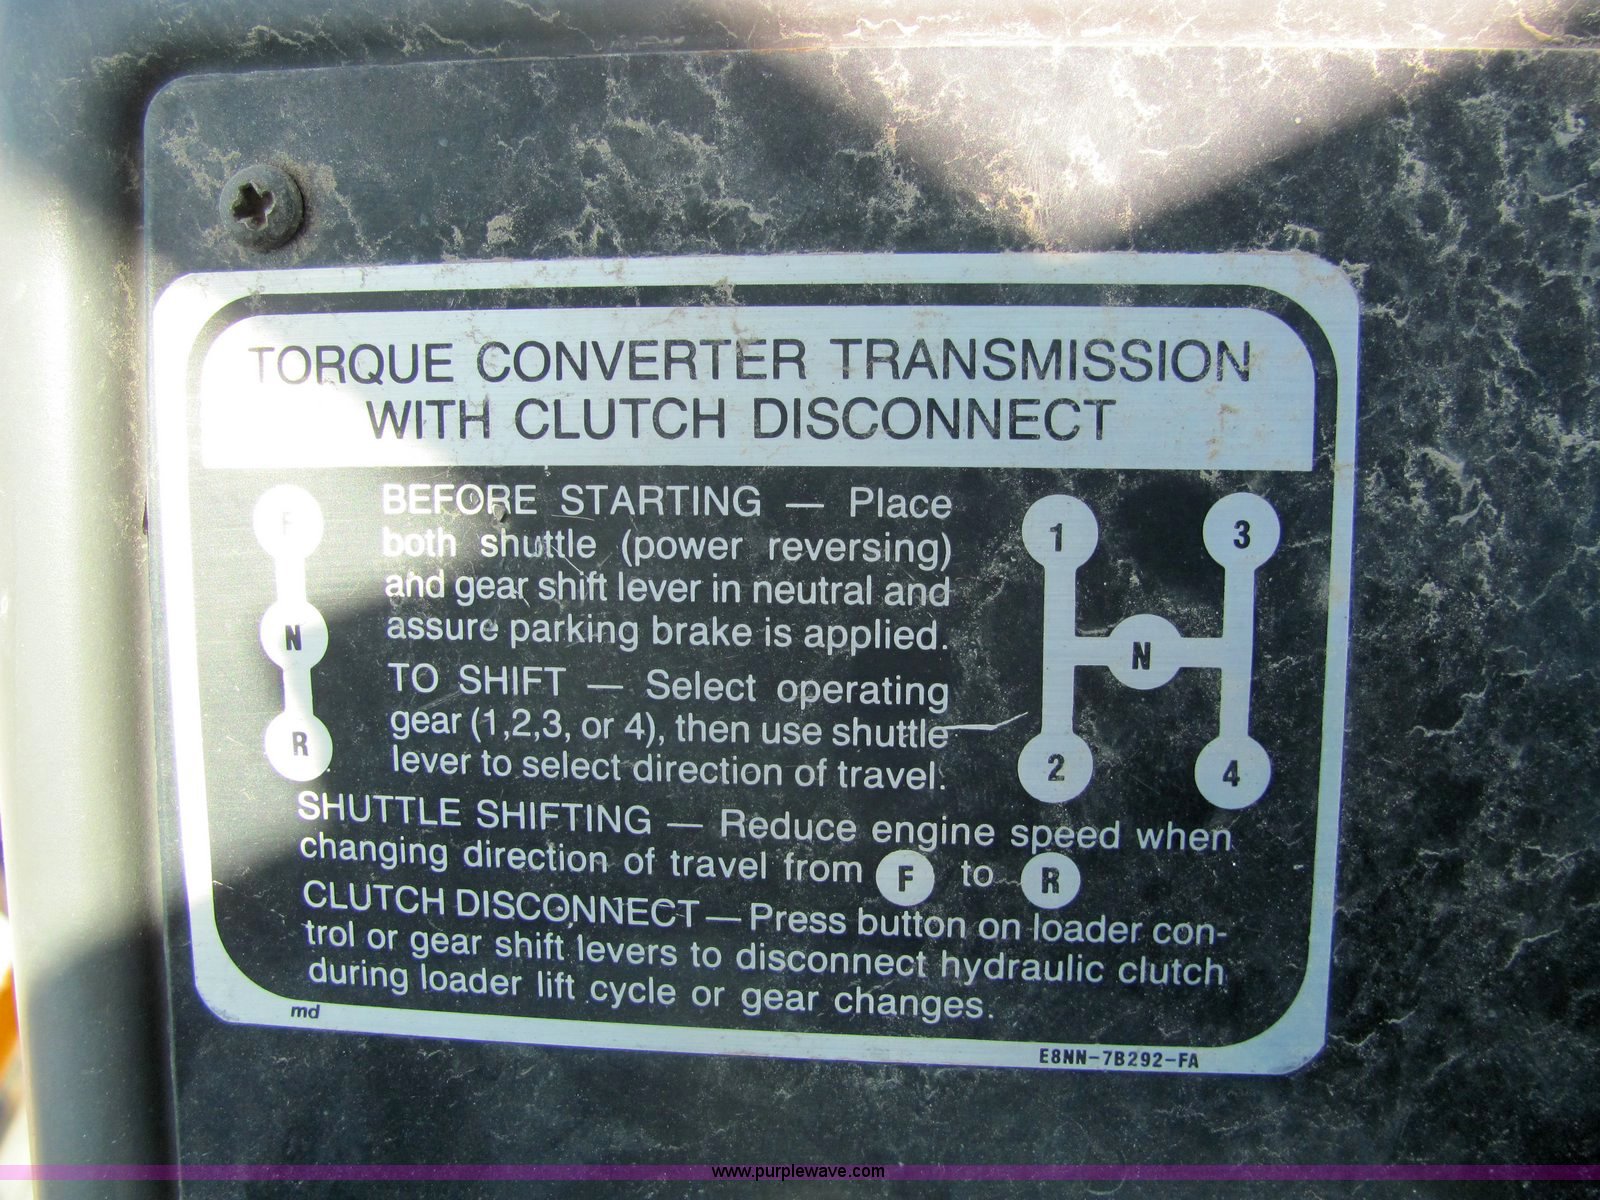 TORQUE CONVERTER TRANSMISSION
WITH CLUTCH DISCONNECT
F
N
R
BEFORE STARTING — Place
both shuttle (power reversing)
and gear shift lever in neutral and
assure parking brake is applied.
TO SHIFT — Select operating
gear (1,2,3, or 4), then use shuttle
lever to select direction of travel.
1 3
N
2 4
SHUTTLE SHIFTING — Reduce engine speed when
changing direction of travel from F to R
CLUTCH DISCONNECT — Press button on loader con-
trol or gear shift levers to disconnect hydraulic clutch
during loader lift cycle or gear changes.
md
E8NN-7B292-FA
www.purplewave.com